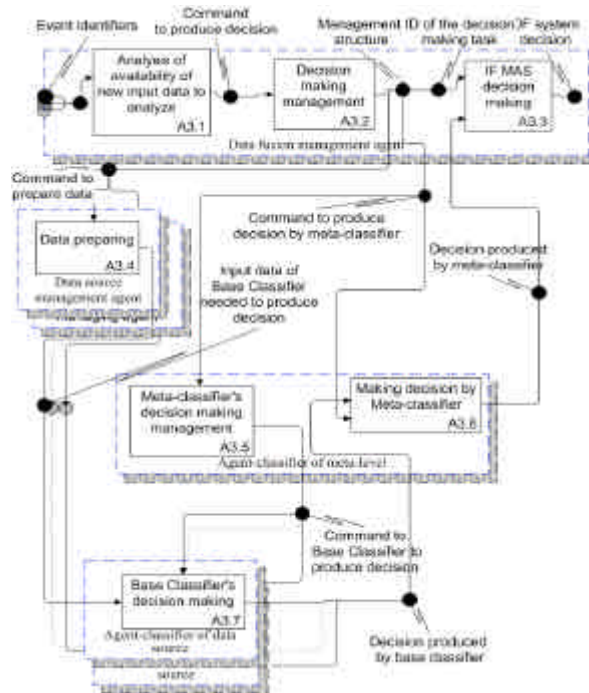 Command
to produce decision
Management
structure
ID of the decision
making task
IF system
decision
Event identifiers
Analysis of
availability of
new input data to
analyze
A3.1
Decision
making management
A3.2
IF MAS
decision
making
A3.3
Data fusion management agent
Command to
prepare data
Data preparing
A3.4
Data source
management agent
managing agent
Command to produce
decision by meta-classifier
Input data of
Base Classifier
needed to produce
decision
Decision produced
by meta-classifier
Meta-classifier's
decision making
management
A3.5
Making decision by
Meta-classifier
A3.6
Agent-classifier of meta-level
Command to
Base Classifier to
produce decision
Base Classifier's
decision making
A3.7
Agent-classifier of data
source
source
Decision produced
by base classifier